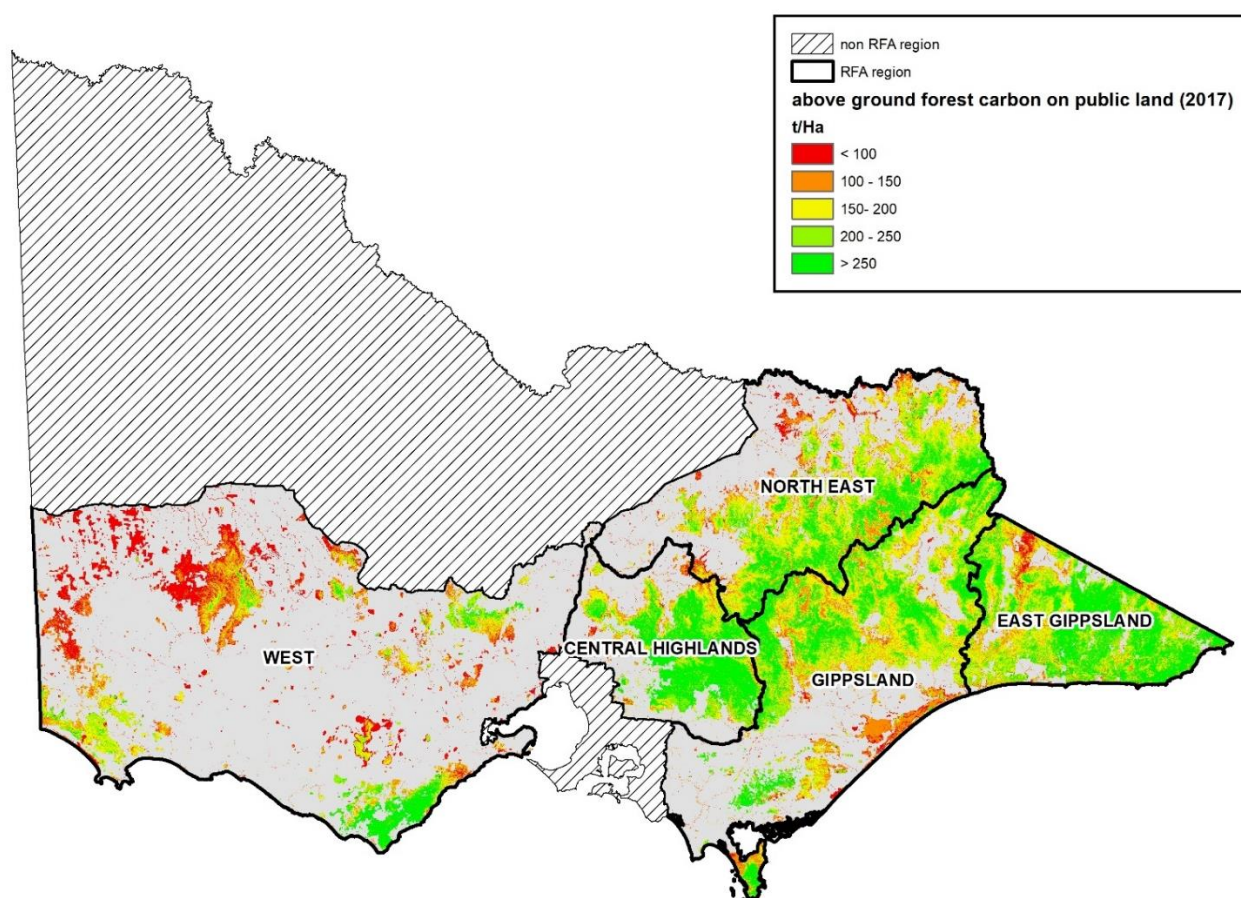 non RFA region
RFA region
above ground forest carbon on public land (2017)
t/Ha
< 100
100 - 150
150- 200
200 - 250
> 250
NORTH EAST
EAST GIPPSLAND
CENTRAL HIGHLANDS
WEST
GIPPSLAND